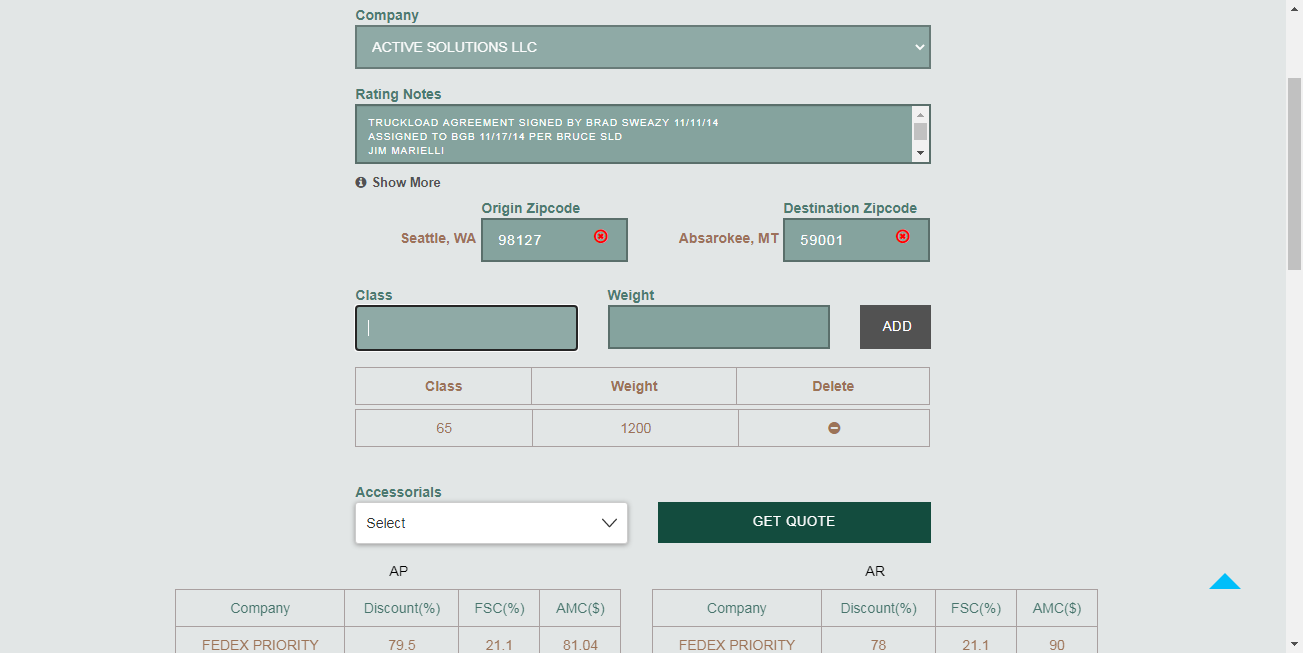 Company
ACTIVE SOLUTIONS LLC
Rating Notes
TRUCKLOAD AGREEMENT SIGNED BY BRAD SWEAZY 11/11/14
ASSIGNED TO BGB 11/17/14 PER BRUCE SLD
JIM MARIELLI
Show More
Origin Zipcode Destination Zipcode
Seattle, WA 98127 Absarokee, MT 59001
Class Weight
ADD
Class Weight Delete
65 1200
Accessorials
Select GET QUOTE
AP AR
Company Discount(%) FSC(%) AMC($) Company Discount(%) FSC(%) AMC($)
FEDEX PRIORITY 79.5 21.1 81.04 FEDEX PRIORITY 78 21.1 90